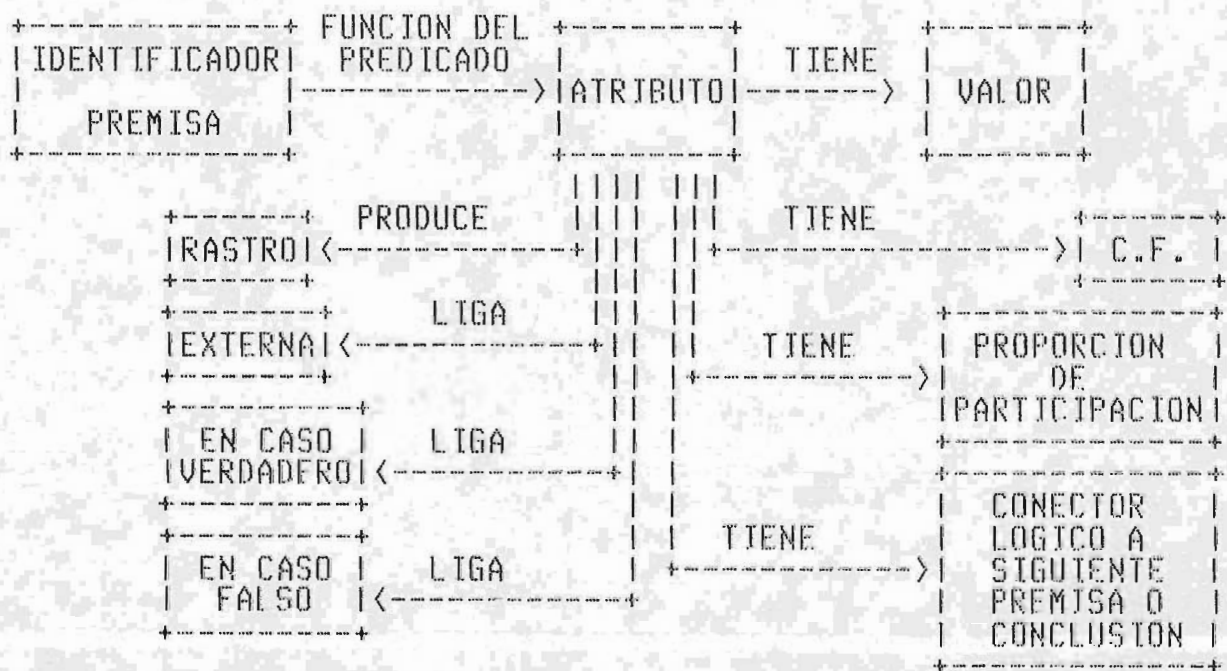 FUNCION DEL
IDENTIFICADOR PREDICADO TIENE
ATRIBUTO VALOR
PREMISA
PRODUCE TIENE
RASTRO C.F.
LIGA
EXTERNA TIENE PROPORCION
DE
PARTICIPACION
EN CASO LIGA
VERDADERO
CONECTOR
TIENE LOGICO A
EN CASO LIGA SIGUIENTE
FALSO PREMISA O
CONCLUSION